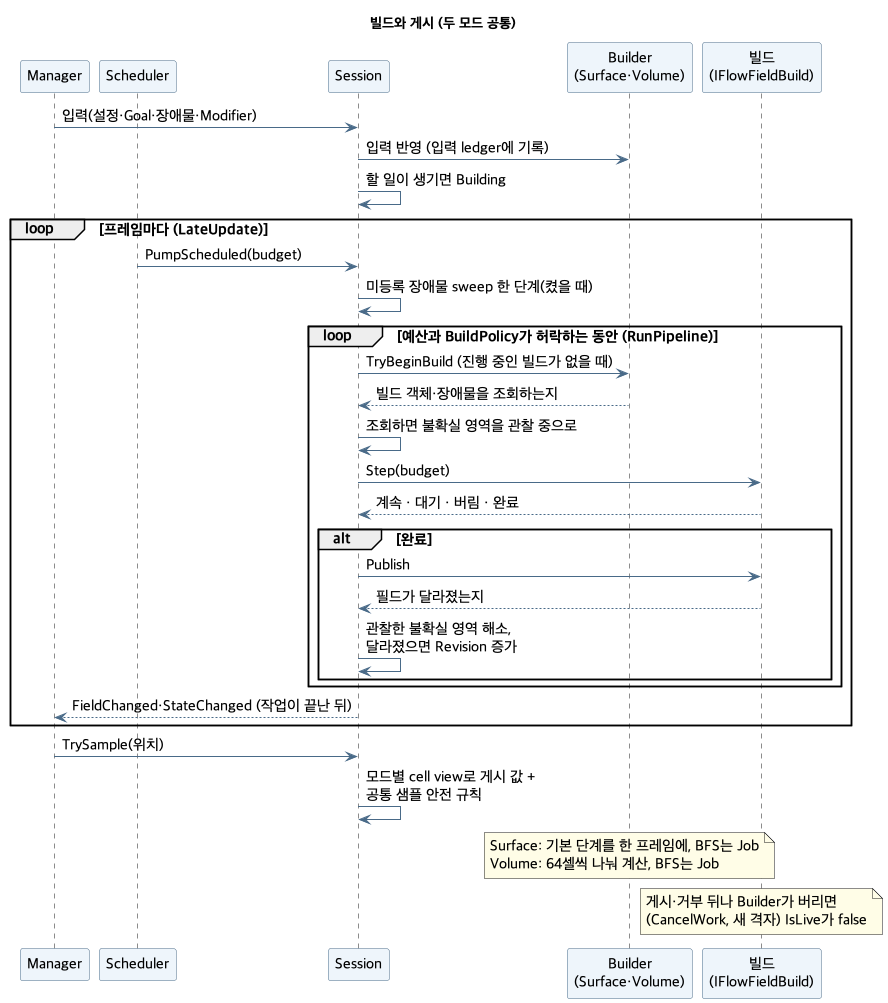 빌드와 게시 (두 모드 공통)
Manager
Scheduler
Session
Builder
(Surface·Volume)
빌드
(IFlowFieldBuild)
입력(설정·Goal·장애물·Modifier)
입력 반영 (입력 ledger에 기록)
할 일이 생기면 Building
loop [프레임마다 (LateUpdate)]
PumpScheduled(budget)
미등록 장애물 sweep 한 단계(켰을 때)
loop [예산과 BuildPolicy가 허락하는 동안 (RunPipeline)]
TryBeginBuild (진행 중인 빌드가 없을 때)
빌드 객체·장애물을 조회하는지
조회하면 불확실 영역을 관찰 중으로
Step(budget)
계속 · 대기 · 버림 · 완료
alt [완료]
Publish
필드가 달라졌는지
관찰한 불확실 영역 해소,
달라졌으면 Revision 증가
FieldChanged·StateChanged (작업이 끝난 뒤)
TrySample(위치)
모드별 cell view로 게시 값 +
공통 샘플 안전 규칙
Surface: 기본 단계를 한 프레임에, BFS는 Job
Volume: 64셀씩 나눠 계산, BFS는 Job
게시·거부 뒤나 Builder가 버리면
(CancelWork, 새 격자) IsLive가 false
Manager
Scheduler
Session
Builder
(Surface·Volume)
빌드
(IFlowFieldBuild)